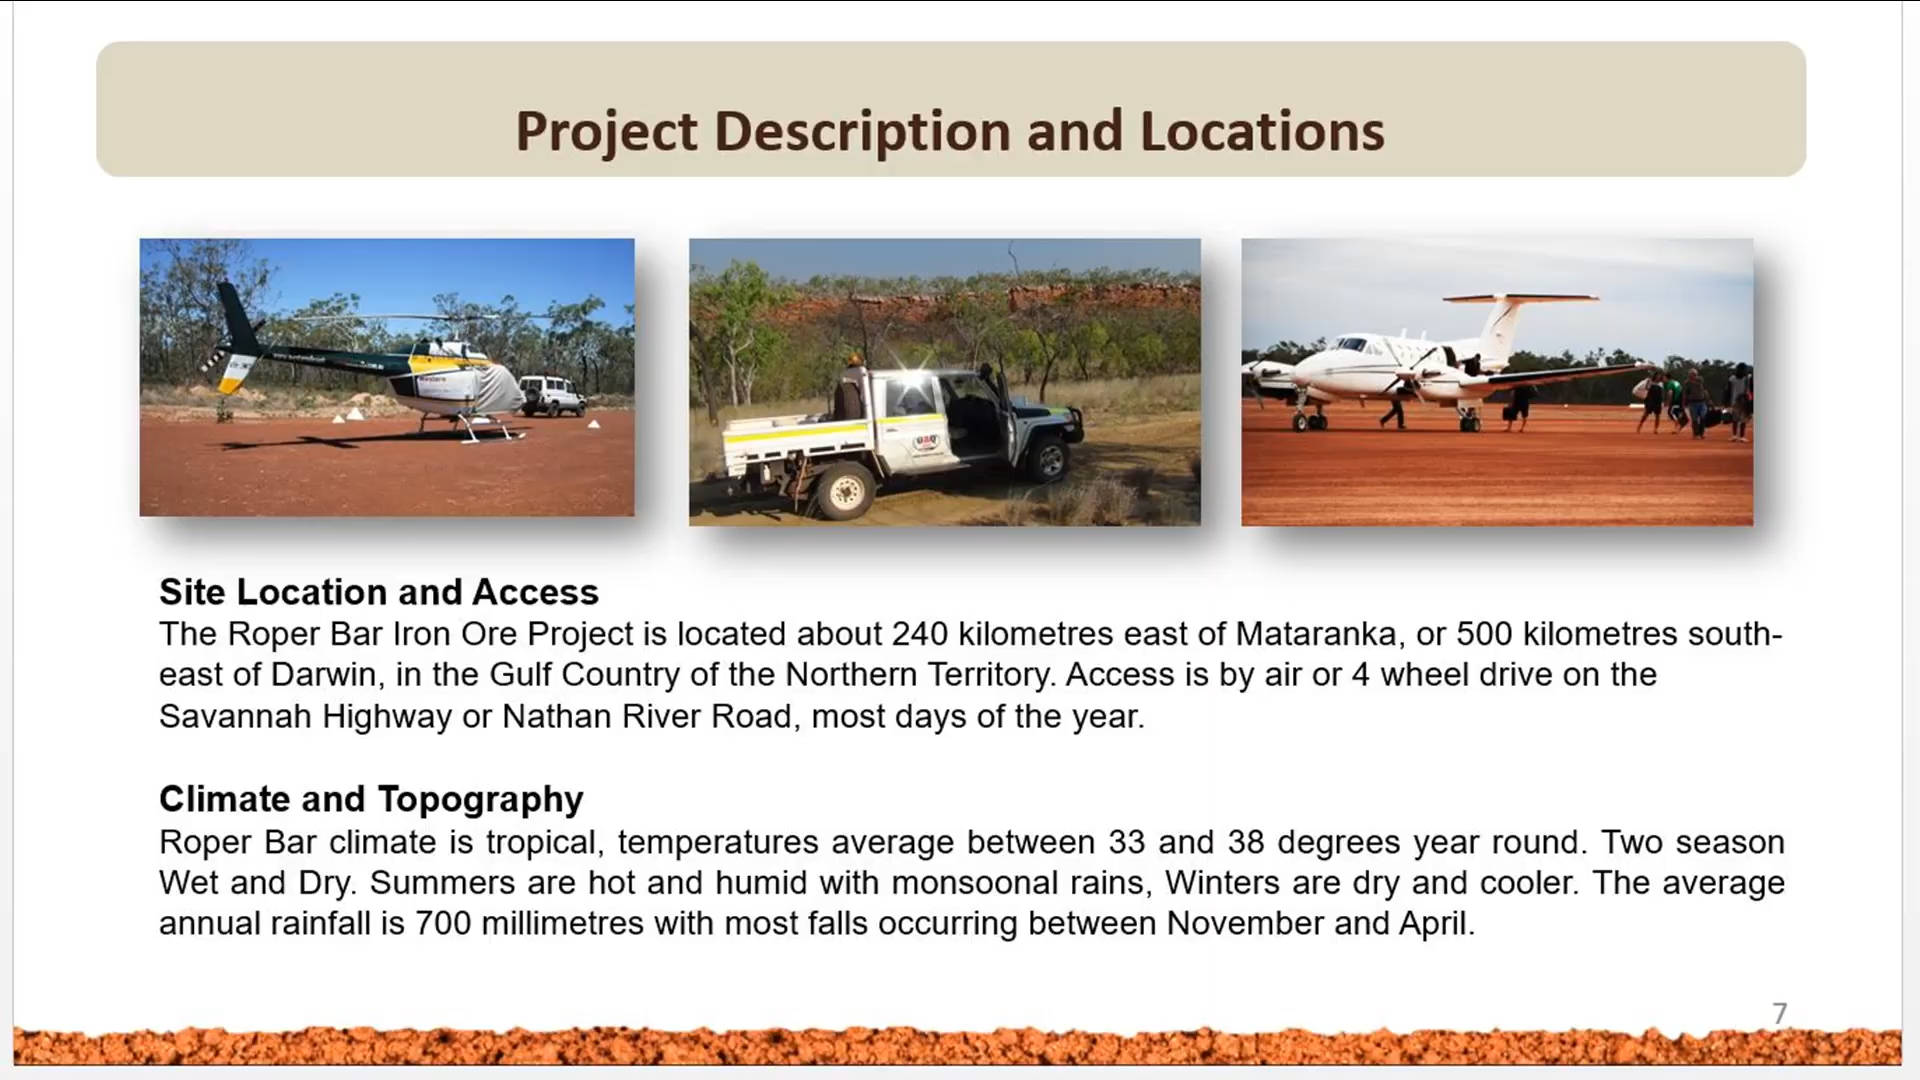 Project Description and Locations
Site Location and Access
The Roper Bar Iron Ore Project is located about 240 kilometres east of Mataranka, or 500 kilometres south-
east of Darwin, in the Gulf Country of the Northern Territory. Access is by air or 4 wheel drive on the
Savannah Highway or Nathan River Road, most days of the year.
Climate and Topography
Roper Bar climate is tropical, temperatures average between 33 and 38 degrees year round. Two season
Wet and Dry. Summers are hot and humid with monsoonal rains, Winters are dry and cooler. The average
annual rainfall is 700 millimetres with most falls occurring between November and April.
7